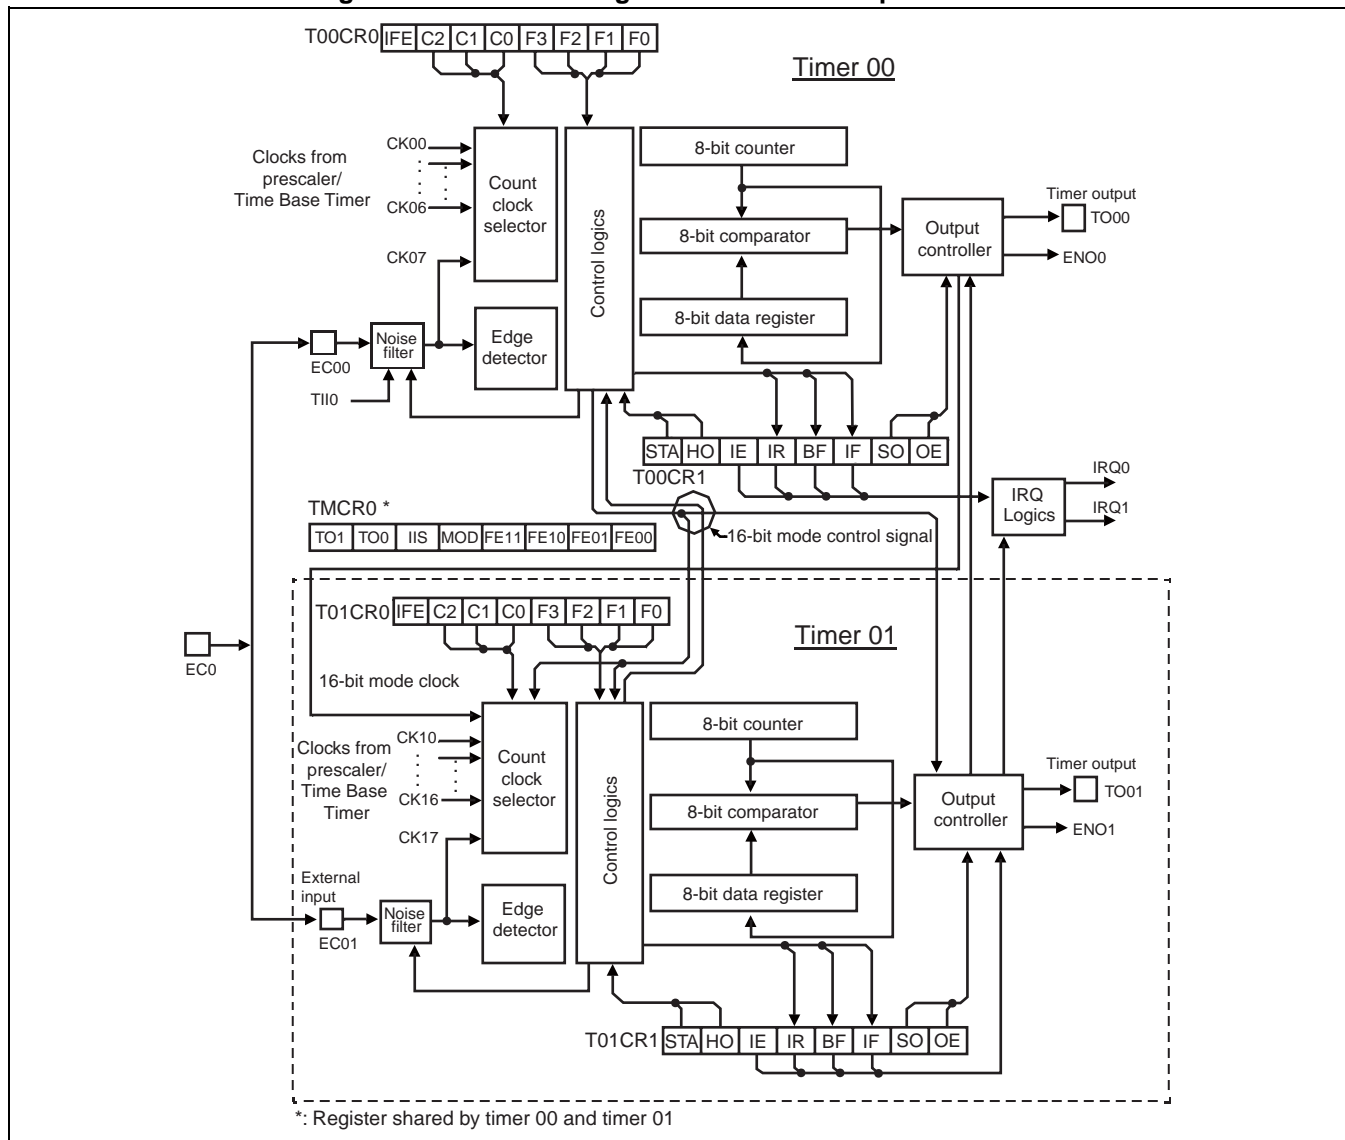 T00CR0 IFE C2 C1 C0 F3 F2 F1 F0
Timer 00
CK00
Clocks from
prescaler/
Time Base Timer
CK06
CK07
Count
clock
selector
Control logics
8-bit counter
8-bit comparator
8-bit data register
Output
controller
Timer output
TO00
ENO0
EC00
Noise
filter
Edge
detector
TII0
STA HO IE IR BF IF SO OE
T00CR1
IRQ
Logics
IRQ0
IRQ1
TMCR0 *
TO1 TO0 IIS MOD FE11 FE10 FE01 FE00
16-bit mode control signal
T01CR0 IFE C2 C1 C0 F3 F2 F1 F0
Timer 01
EC0
16-bit mode clock
CK10
Clocks from
prescaler/
Time Base
Timer
CK16
CK17
Count
clock
selector
Control logics
8-bit counter
8-bit comparator
8-bit data register
Output
controller
Timer output
TO01
ENO1
External
input
EC01
Noise
filter
Edge
detector
T01CR1 STA HO IE IR BF IF SO OE
*: Register shared by timer 00 and timer 01